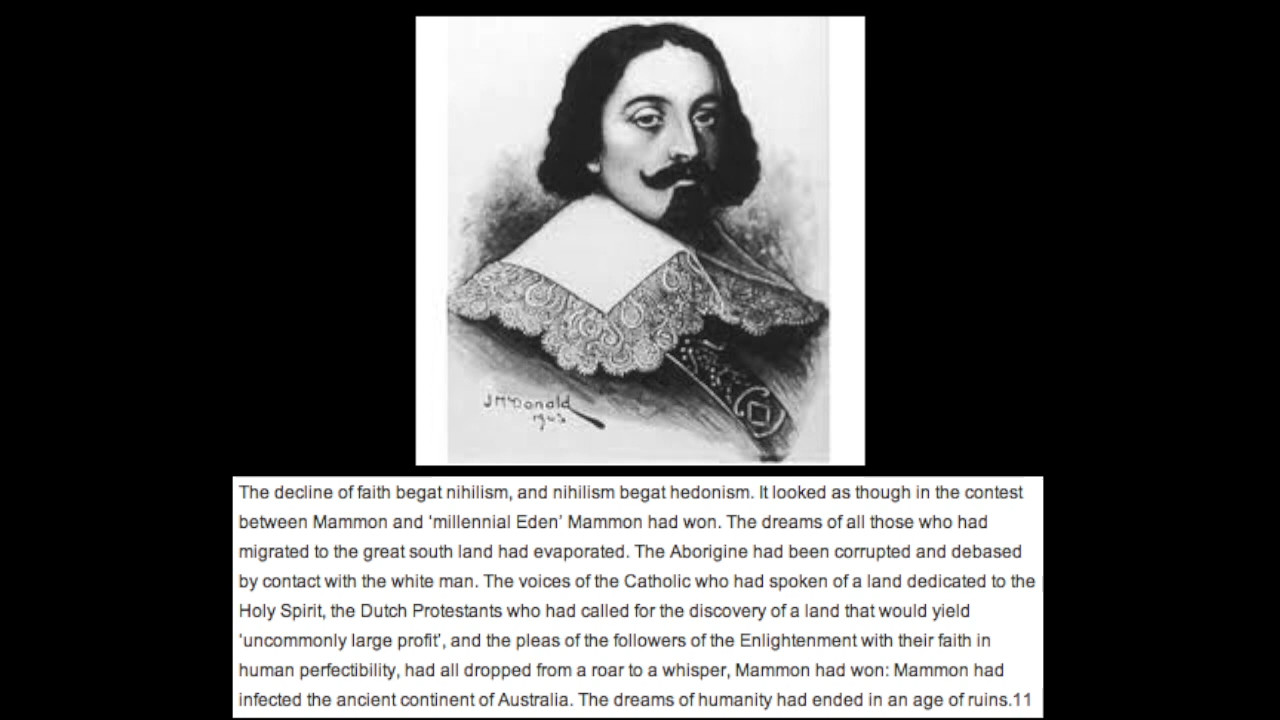 J McDonald
The decline of faith begat nihilism, and nihilism begat hedonism. It looked as though in the contest
between Mammon and ‘millennial Eden’ Mammon had won. The dreams of all those who had
migrated to the great south land had evaporated. The Aborigine had been corrupted and debased
by contact with the white man. The voices of the Catholic who had spoken of a land dedicated to the
Holy Spirit, the Dutch Protestants who had called for the discovery of a land that would yield
‘uncommonly large profit’, and the pleas of the followers of the Enlightenment with their faith in
human perfectibility, had all dropped from a roar to a whisper, Mammon had won: Mammon had
infected the ancient continent of Australia. The dreams of humanity had ended in an age of ruins.11